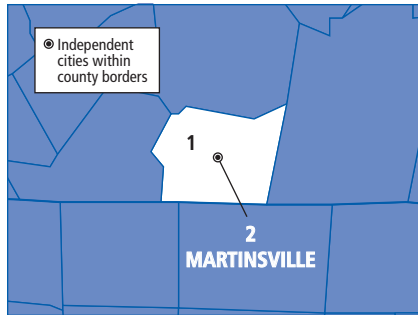 Independent
cities within
county borders
1
2
MARTINSVILLE